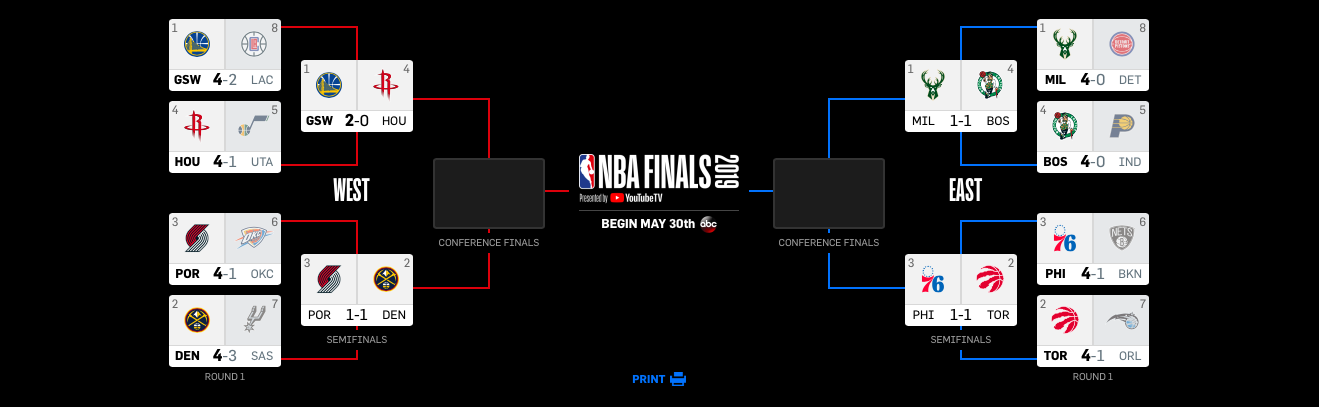 1 8
GSW 4-2 LAC
4 5
HOU 4-1 UTA
1 4
GSW 2-0 HOU
WEST
3 6
POR 4-1 OKC
2 7
DEN 4-3 SAS
ROUND 1
3 2
POR 1-1 DEN
SEMIFINALS
CONFERENCE FINALS
NBA FINALS 2019
Presented by YouTubeTV
BEGIN MAY 30th abc
PRINT
CONFERENCE FINALS
1 4
MIL 1-1 BOS
EAST
3 2
PHI 1-1 TOR
SEMIFINALS
1 8
MIL 4-0 DET
4 5
BOS 4-0 IND
3 6
PHI 4-1 BKN
2 7
TOR 4-1 ORL
ROUND 1